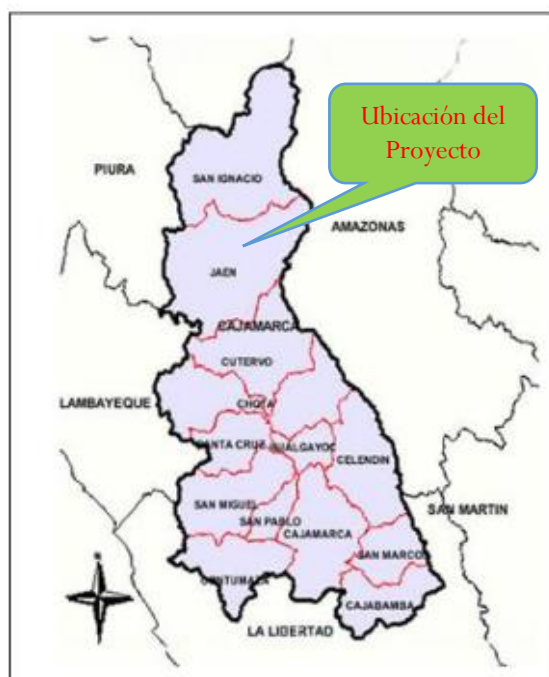 Ubicación del
Proyecto
PIURA
SAN IGNACIO
AMAZONAS
JAEN
CAJAMARCA
CUTERVO
LAMBAYEQUE
CHOTA
SANTA CRUZ
HUALGAYOC
CELENDIN
SAN MIGUEL
SAN PABLO
CAJAMARCA
SAN MARTIN
SAN MARCOS
CONTUMAZA
CAJABAMBA
LA LIBERTAD